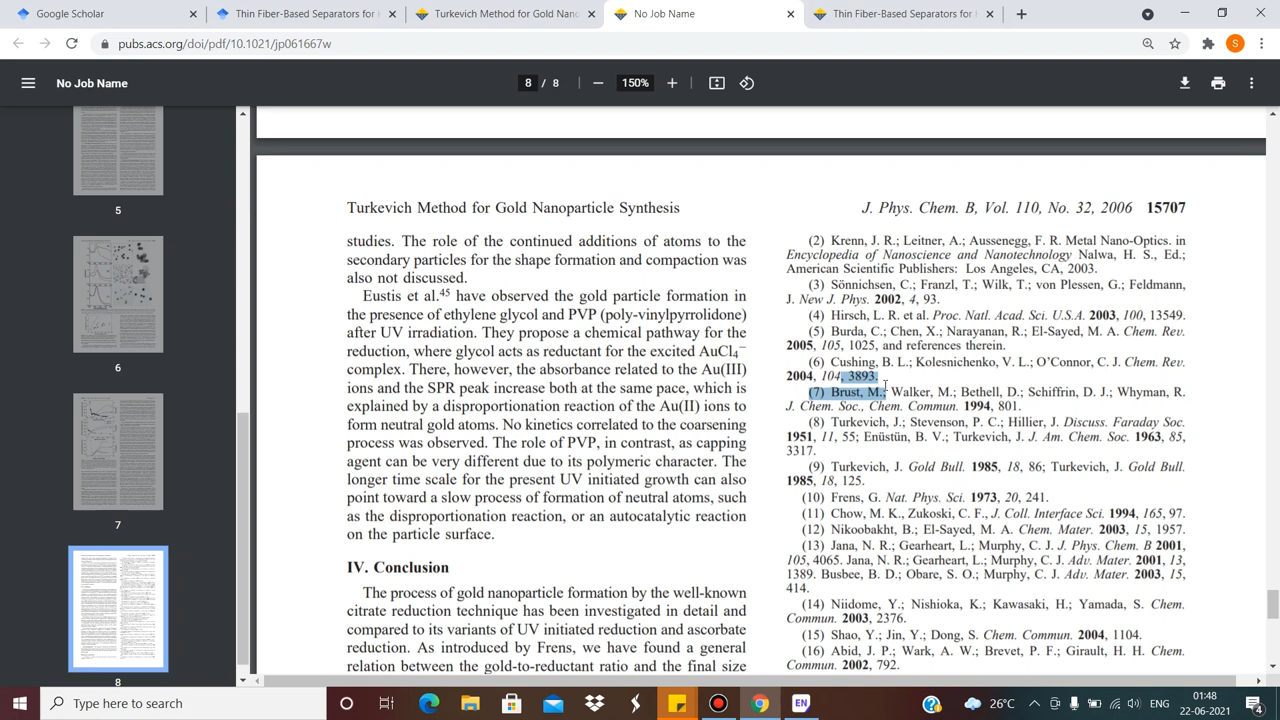 Google Scholar
Thin Fiber-Based Separators for
Turkevich Method for Gold Nano
No Job Name
Thin Fiber-Based Separators for
pubs.acs.org/doi/pdf/10.1021/jp061667w
S
No Job Name
8 / 8
150%
5
6
7
8
Turkevich Method for Gold Nanoparticle Synthesis
J. Phys. Chem. B, Vol. 110, No. 32, 2006 15707
studies. The role of the continued additions of atoms to the
secondary particles for the shape formation and compaction was
also not discussed.
Eustis et al.45 have observed the gold particle formation in
the presence of ethylene glycol and PVP (poly-vinylpyrrolidone)
after UV irradiation. They propose a chemical pathway for the
reduction, where glycol acts as reductant for the excited AuCl4−
complex. There, however, the absorbance related to the Au(III)
ions and the SPR peak increase both at the same pace, which is
explained by a disproportionation reaction of the Au(II) ions to
form neutral gold atoms. No kinetics correlated to the coarsening
process was observed. The role of PVP, in contrast, as capping
agent can be very different due to its polymeric character. The
longer time scale for the present UV-initiated growth can also
point toward a slow process of formation of neutral atoms, such
as the disproportionation reaction, or an autocatalytic reaction
on the particle surface.
IV. Conclusion
The process of gold nanoparticle formation by the well-known
citrate reduction technique has been investigated in detail and
compared to its variants of UV-initiated reduction and ascorbate
reduction. As introduced by Frens, we have found a general
relation between the gold-to-reductant ratio and the final size
(2) Krenn, J. R.; Leitner, A.; Aussenegg, F. R. Metal Nano-Optics. in
Encyclopedia of Nanoscience and Nanotechnology Nalwa, H. S., Ed.;
American Scientific Publishers: Los Angeles, CA, 2003.
(3) Sönnichsen, C.; Franzl, T.; Wilk, T.; von Plessen, G.; Feldmann,
J. New J. Phys. 2002, 4, 93.
(4) Hirsch, L. R. et al. Proc. Natl. Acad. Sci. U.S.A. 2003, 100, 13549.
(5) Burda, C.; Chen, X.; Narayanan, R.; El-Sayed, M. A. Chem. Rev.
2005, 105, 1025, and references therein.
(6) Cushing, B. L.; Kolesnichenko, V. L.; O'Connor, C. J. Chem. Rev.
2004, 104, 3893.
(7) Brust, M.; Walker, M.; Bethell, D.; Schiffrin, D. J.; Whyman, R.
J. Chem. Soc., Chem. Commun. 1994, 801.
(8) Turkevich, J.; Stevenson, P. C.; Hillier, J. Discuss. Faraday Soc.
1951, 11, 55. Enüstün, B. V.; Turkevich, J. J. Am. Chem. Soc. 1963, 85,
3317.
(9) Turkevich, J. Gold Bull. 1985, 18, 86; Turkevich, J. Gold Bull.
1985, 18, 125.
(10) Frens, G. Nat. Phys. Sci. 1973, 20, 241.
(11) Chow, M. K.; Zukoski, C. F., J. Coll. Interface Sci. 1994, 165, 97.
(12) Nikoobakht, B.; El-Sayed, M. A. Chem. Mater. 2003, 15, 1957.
(13) Jana, N. R.; Gearheart, L.; Murphy, C. J. J. Phys. Chem. B 2001,
105, 4065. Jana, N. R.; Gearheart, L.; Murphy, C. J. Adv. Mater. 2001, 13,
1389. Busbee, B. D.; Obare, S. O.; Murphy, C. J. Adv. Mater. 2003, 15,
414.
(14) Niidome, Y.; Nishioka, K.; Kawasaki, H.; Yamada, S. Chem.
Commun. 2003, 2376.
(15) Shao, Y.; Jin, Y.; Dong, S. Chem. Commun. 2004, 1104.
(16) Abid, J. P.; Wark, A. W.; Brevet, P. F.; Girault, H. H. Chem.
Commun. 2002, 792.
Type here to search
EN
26°C
ENG
01:48
22-06-2021
4